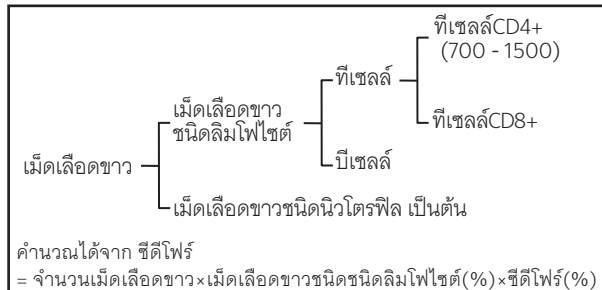 ทีเซลล์CD4+
(700 - 1500)
ทีเซลล์
เม็ดเลือดขาว
ชนิดลิมโฟไซต์
ทีเซลล์CD8+
บีเซลล์
เม็ดเลือดขาว
เม็ดเลือดขาวชนิดนิวโตรฟิล เป็นต้น
คำนวณได้จาก ซีดีโฟร์
= จำนวนเม็ดเลือดขาว×เม็ดเลือดขาวชนิดชนิดลิมโฟไซต์(%)×ซีดีโฟร์(%)